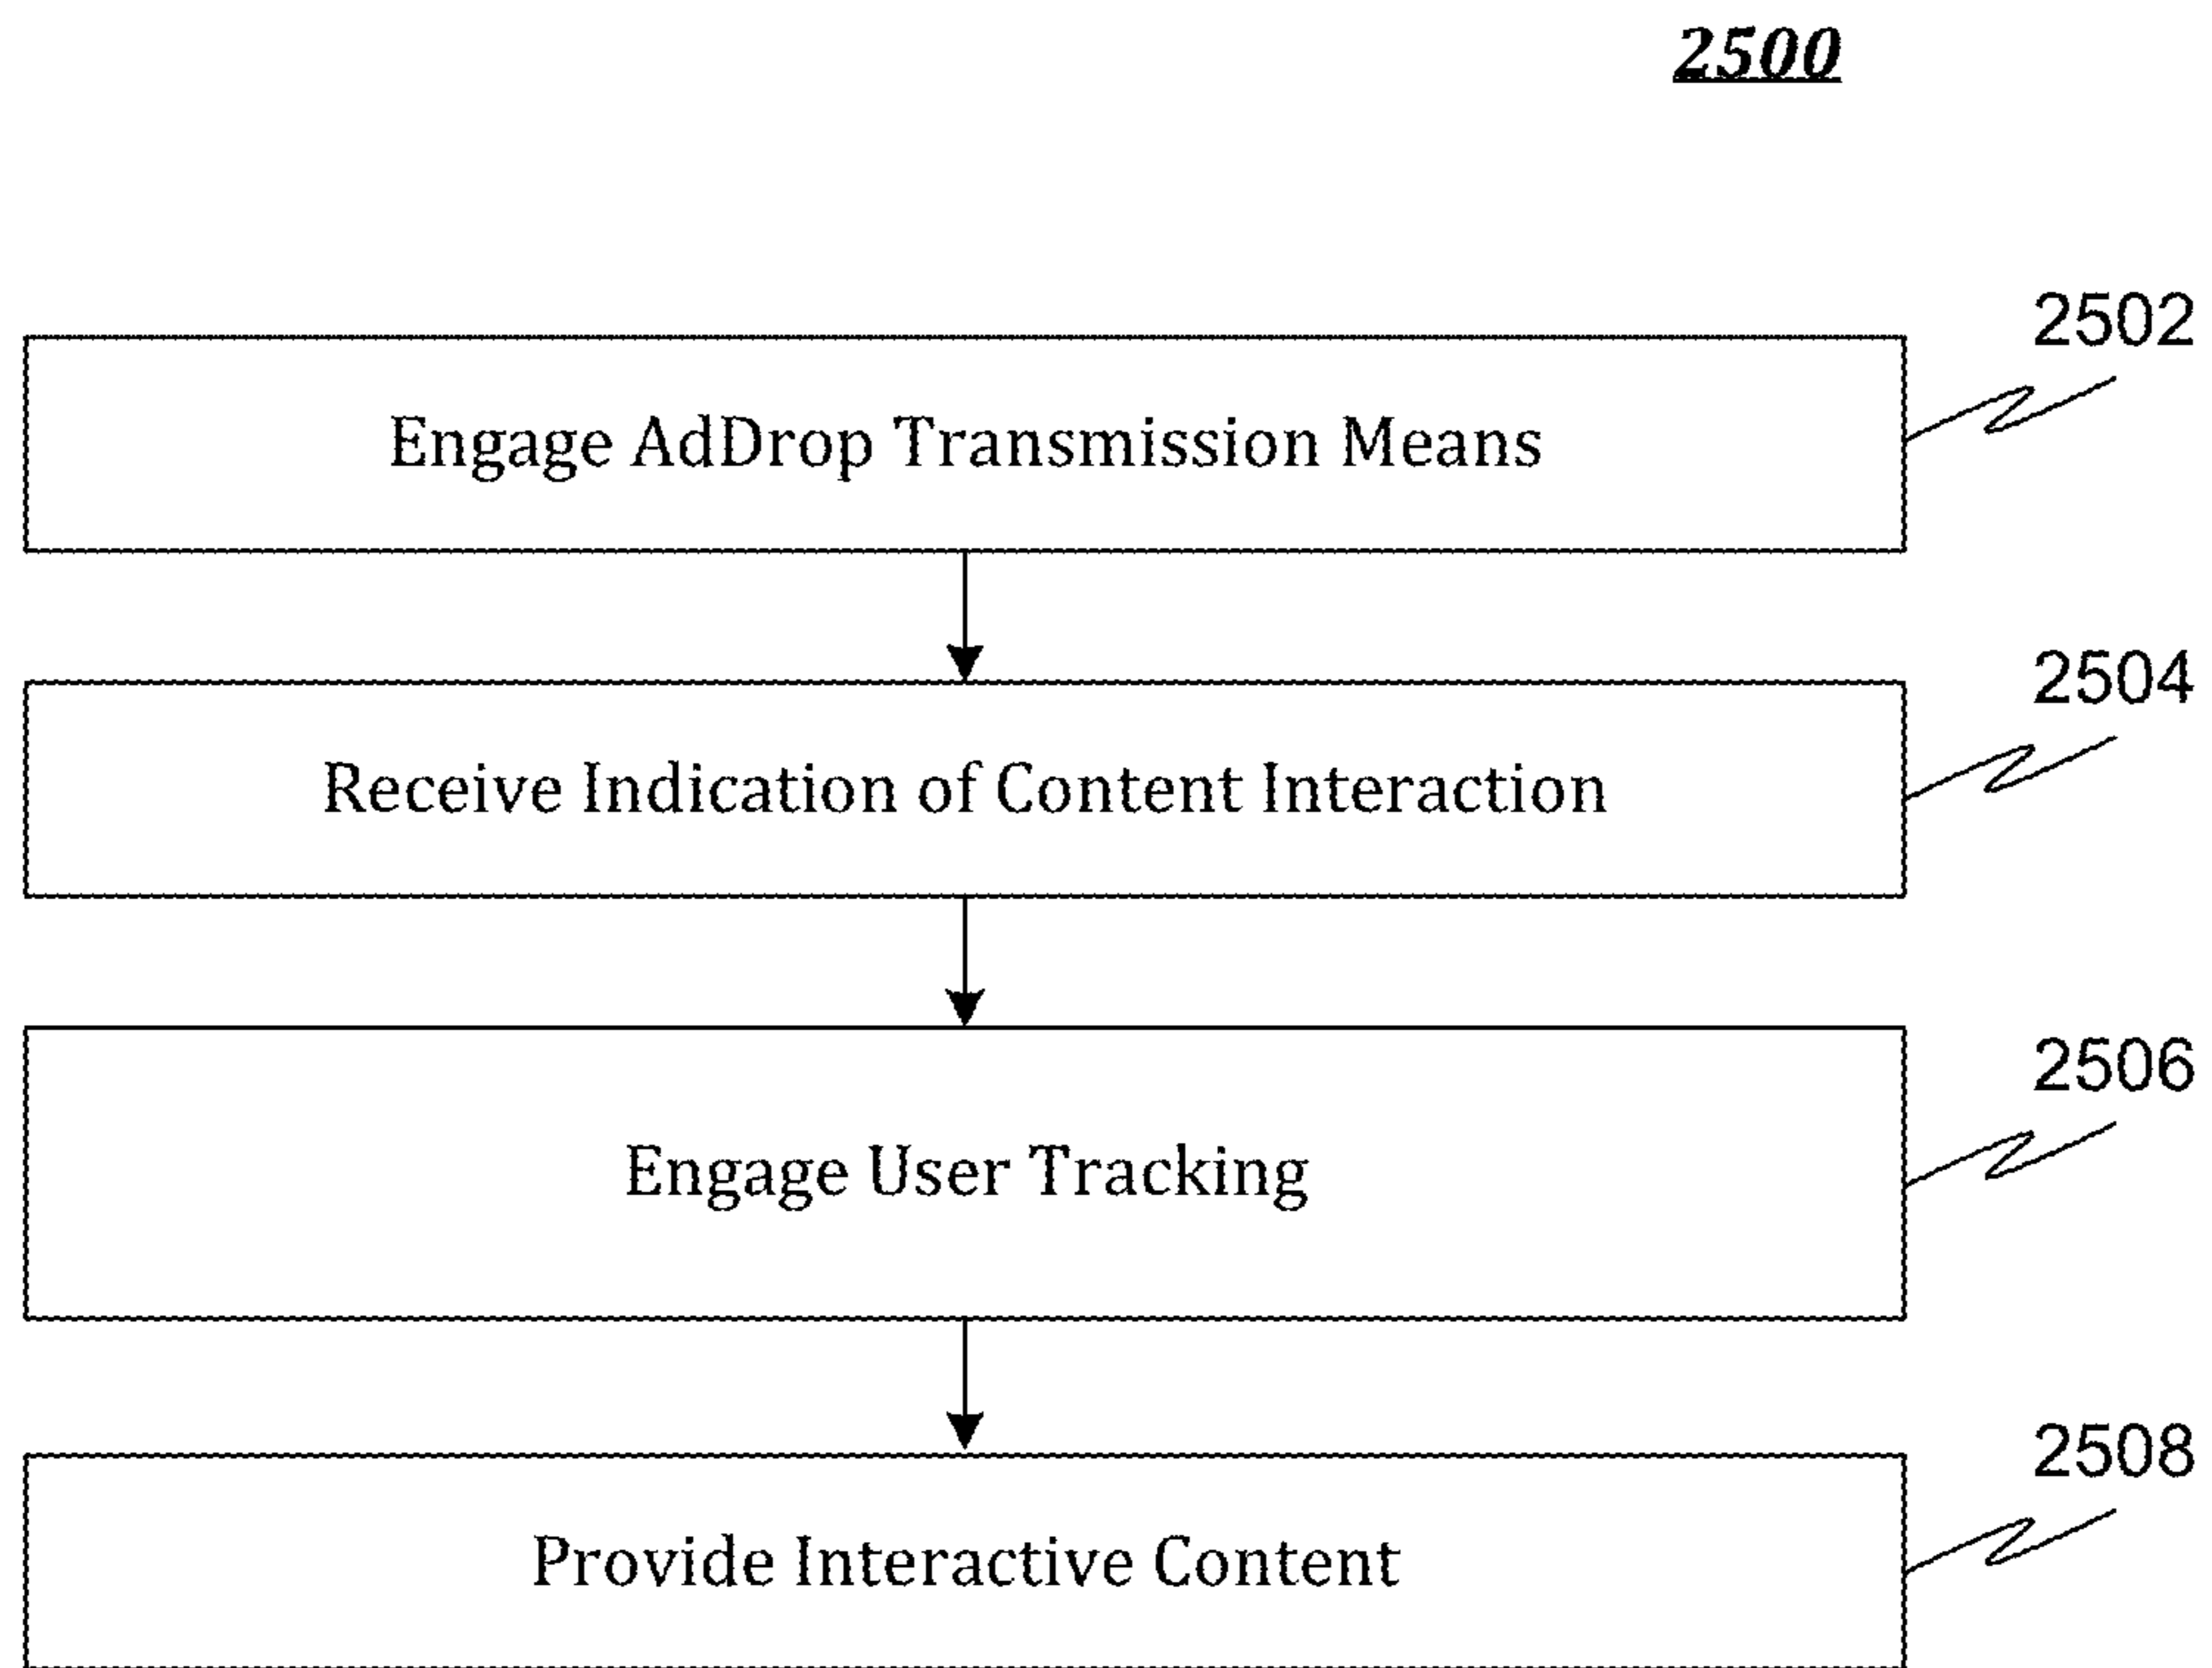 2500
2502
Engage AdDrop Transmission Means
2504
Receive Indication of Content Interaction
2506
Engage User Tracking
2508
Provide Interactive Content